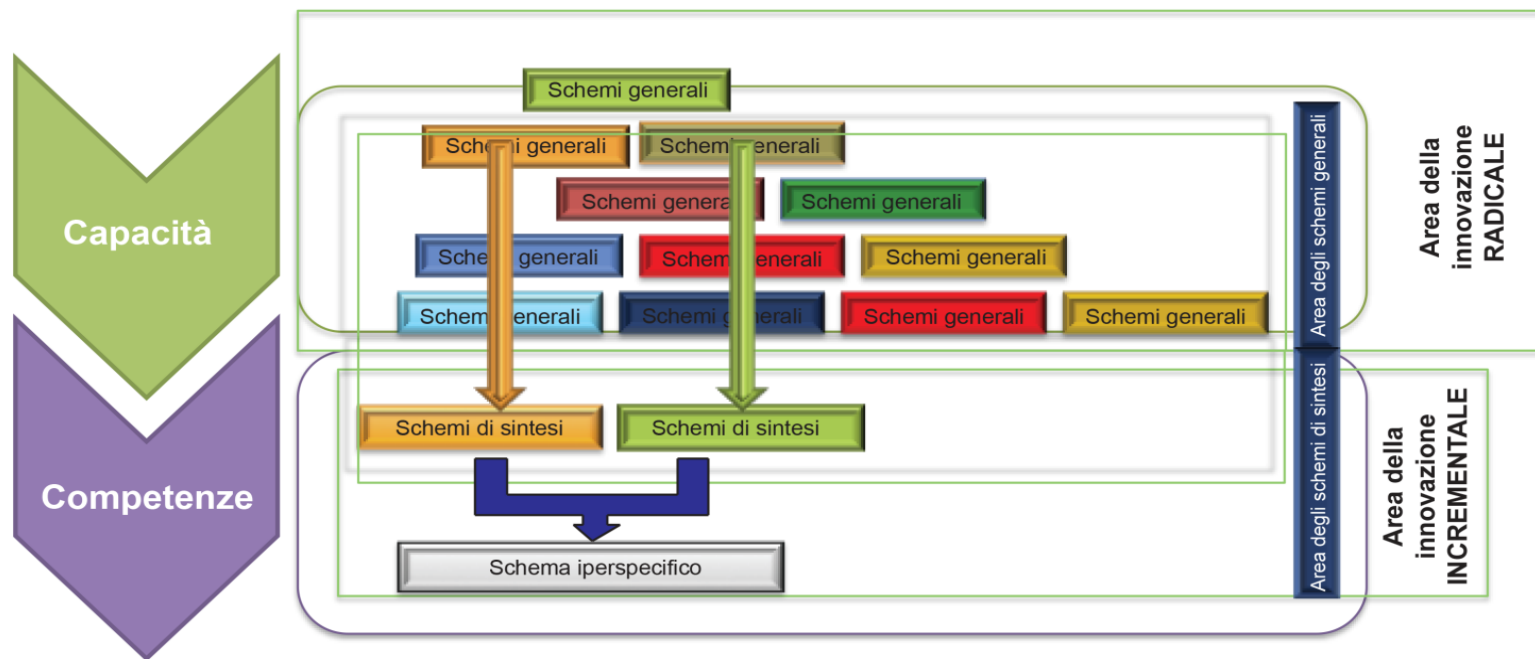 Schemi generali
Schemi generali
Schemi generali
Schemi generali
Schemi generali
Capacità
Schemi generali
Schemi generali
Schemi generali
Schemi generali
Schemi generali
Schemi generali
Schemi generali
Area degli schemi generali
Area della
innovazione
RADICALE
Schemi di sintesi
Schemi di sintesi
Competenze
Schema iperspecifico
Area degli schemi di sintesi
Area della
innovazione
INCREMENTALE